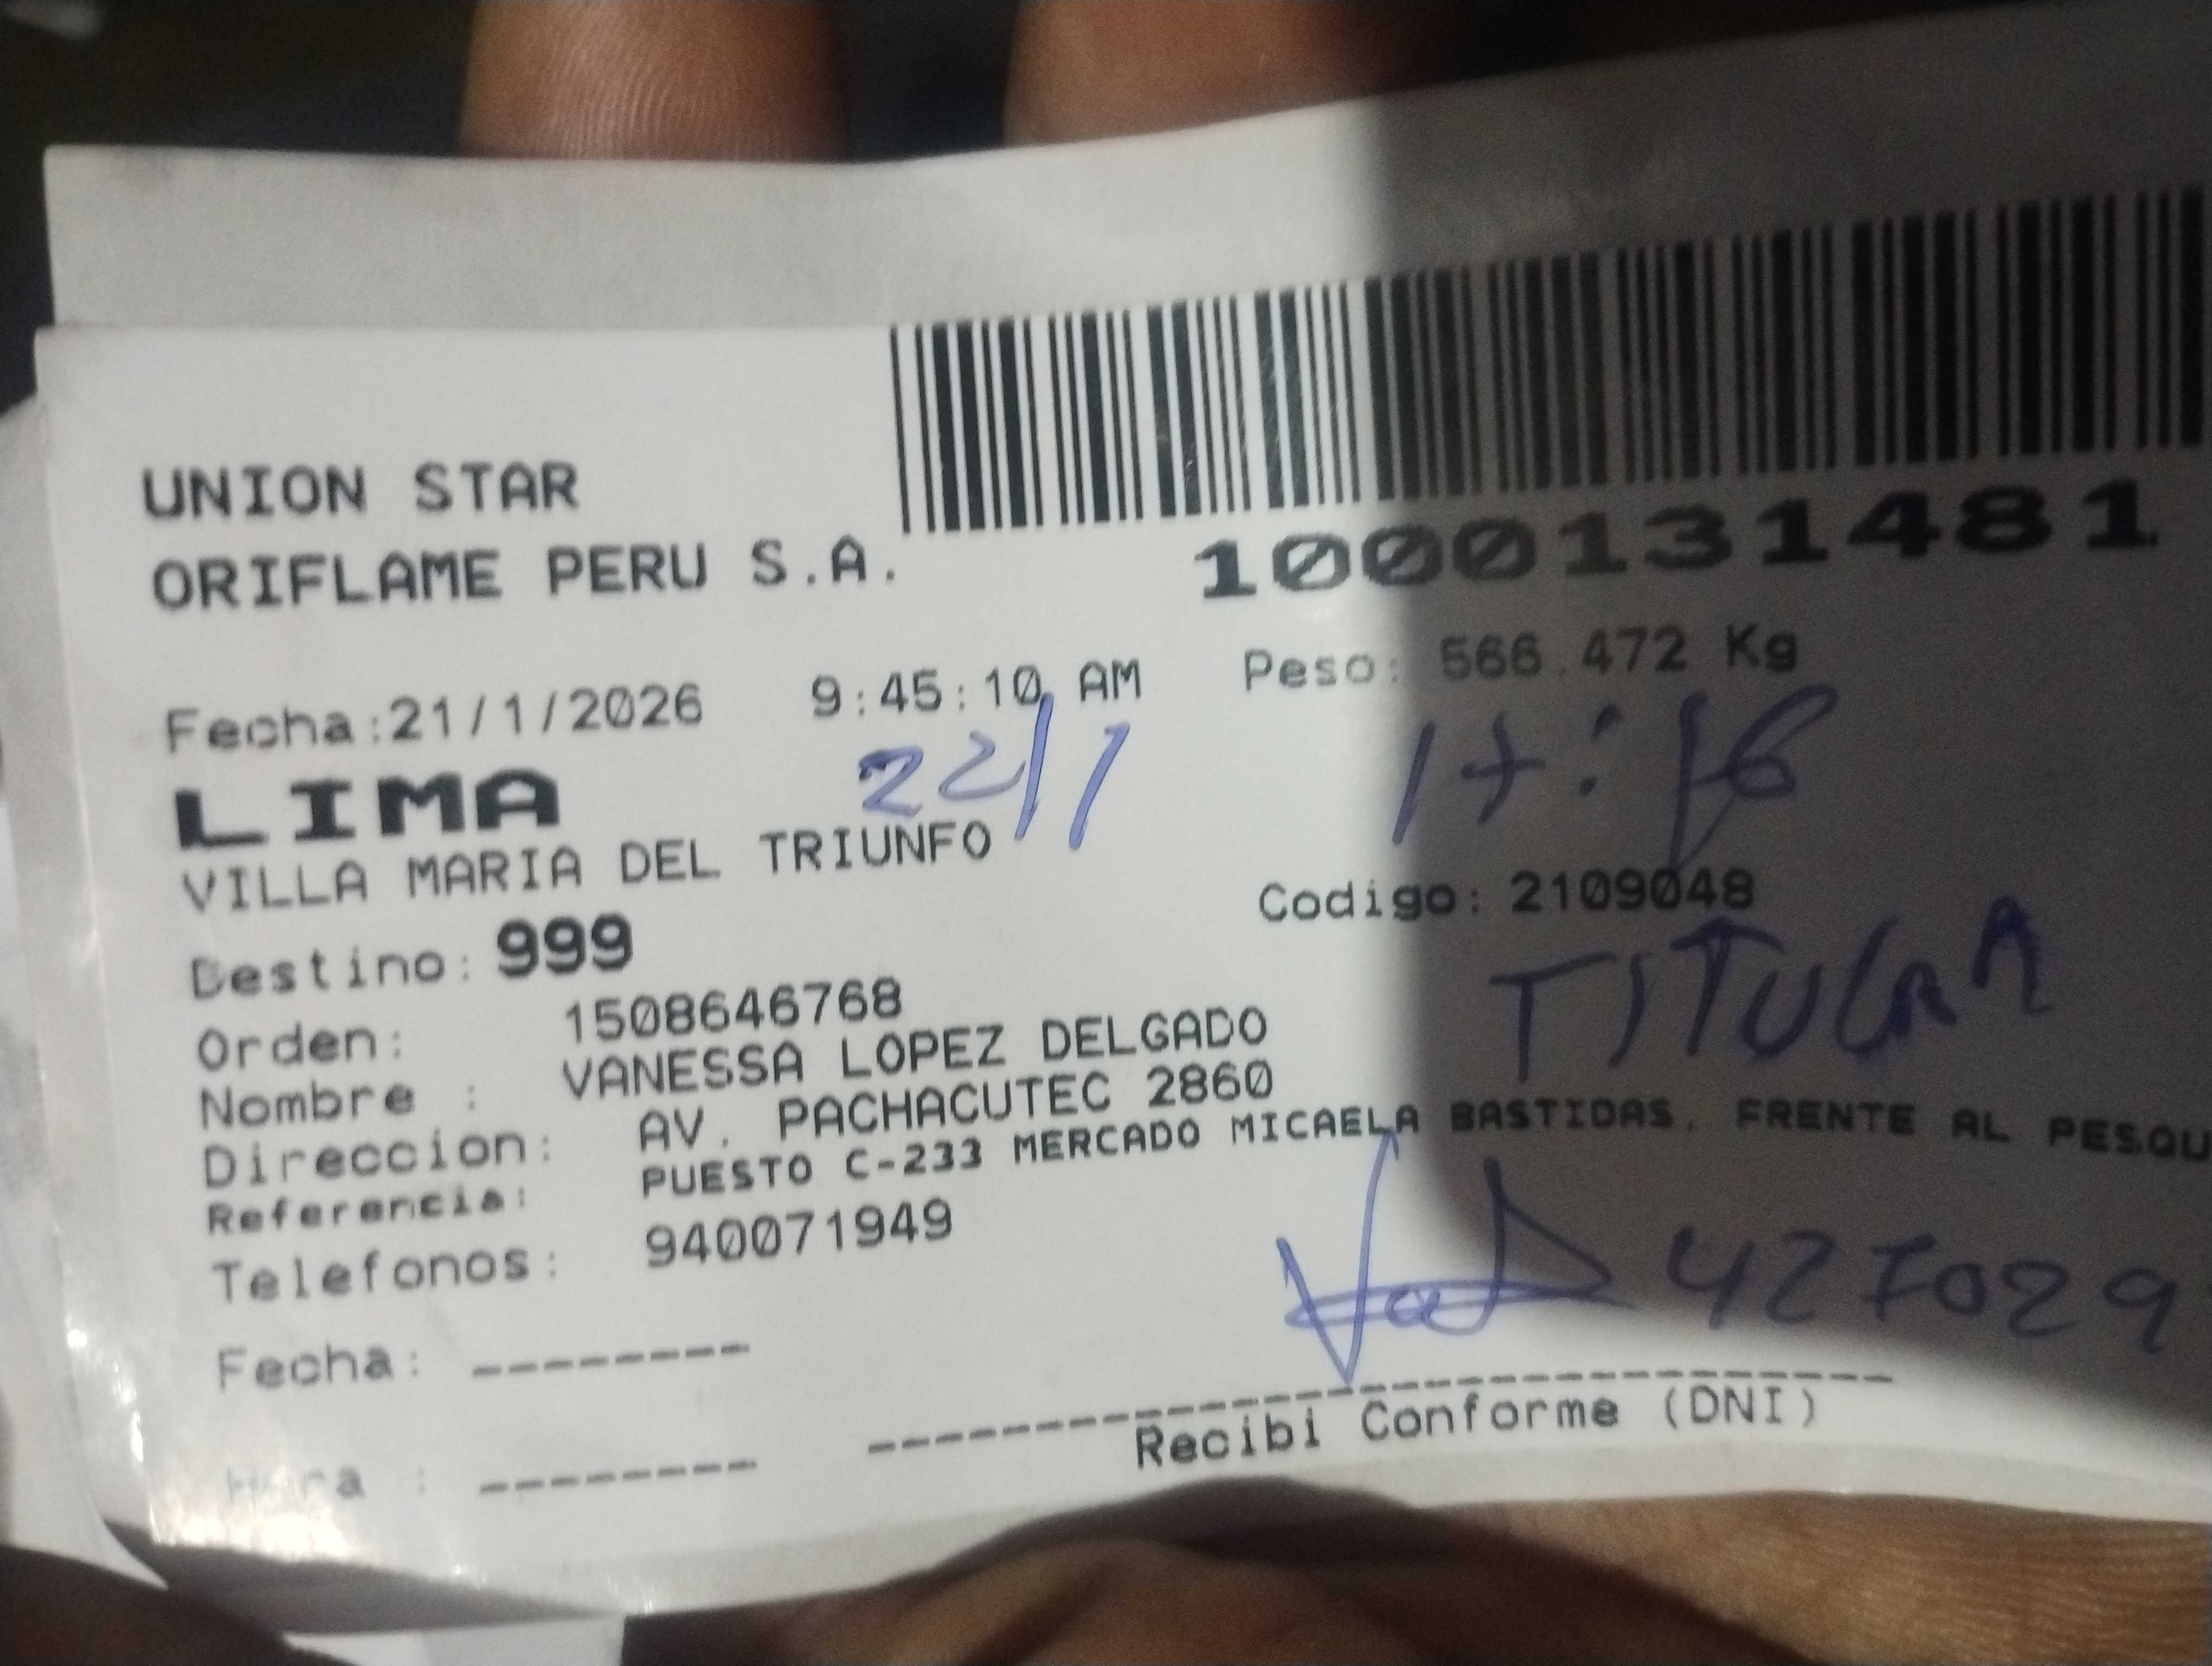 UNION STAR
ORIFLAME PERU S.A.
1000131481
Fecha:21/1/2026 9:45:10 AM Peso: 566.472 Kg
22/1 17:16
LIMA
VILLA MARIA DEL TRIUNFO
Codigo: 2109048
Destino: 999
TITULAR
Orden: 1508646768
Nombre : VANESSA LOPEZ DELGADO
Direccion: AV. PACHACUTEC 2860
Referencia: PUESTO C-233 MERCADO MICAELA BASTIDAS, FRENTE AL PESQU
Telefonos: 940071949
427029
Fecha: --------
Hora : --------
Recibi Conforme (DNI)